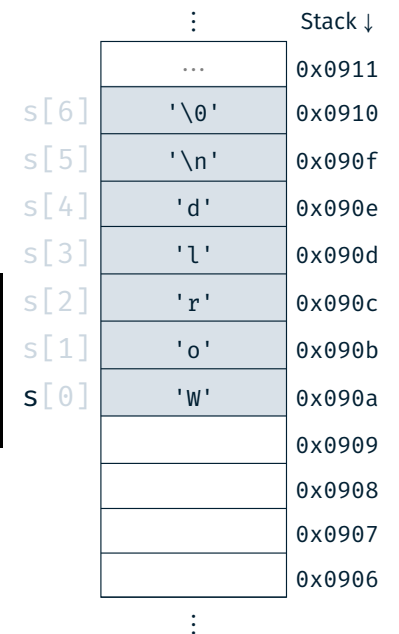 ⋮ Stack ↓
... 0x0911
s[6] '\0' 0x0910
s[5] '\n' 0x090f
s[4] 'd' 0x090e
s[3] 'l' 0x090d
s[2] 'r' 0x090c
s[1] 'o' 0x090b
s[0] 'W' 0x090a
0x0909
0x0908
0x0907
0x0906
⋮